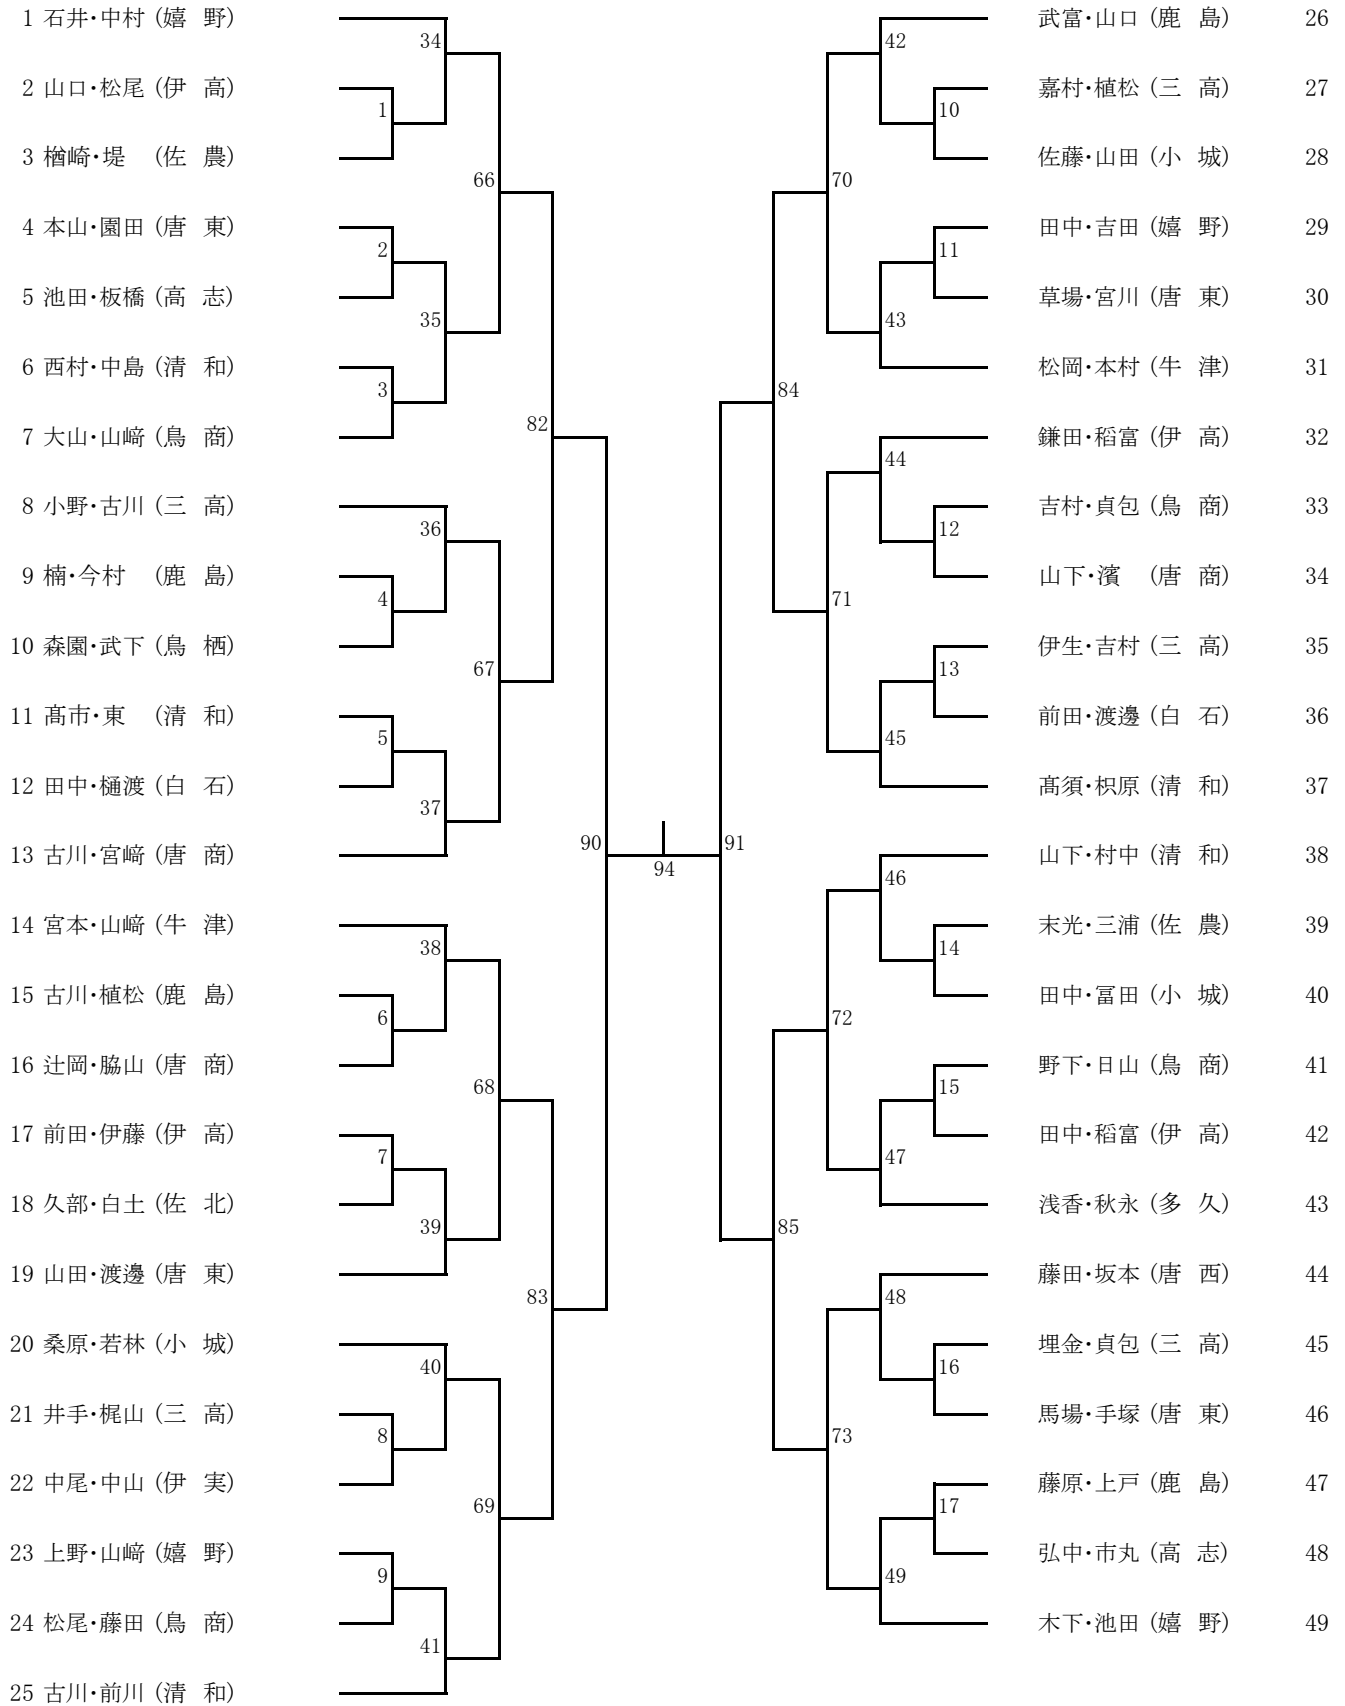 1 石井・中村 (嬉 野)
34
2 山口・松尾 (伊 高)
1
3 楢崎・堤 (佐 農)
66
4 本山・園田 (唐 東)
2
5 池田・板橋 (高 志)
35
6 西村・中島 (清 和)
3
82
7 大山・山﨑 (鳥 商)
8 小野・古川 (三 高)
36
9 楠・今村 (鹿 島)
4
10 森園・武下 (鳥 栖)
67
11 髙市・東 (清 和)
5
12 田中・樋渡 (白 石)
37
90
13 古川・宮﨑 (唐 商)
14 宮本・山﨑 (牛 津)
38
15 古川・植松 (鹿 島)
6
16 辻岡・脇山 (唐 商)
68
17 前田・伊藤 (伊 高)
7
18 久部・白土 (佐 北)
39
19 山田・渡邊 (唐 東)
83
20 桑原・若林 (小 城)
40
21 井手・梶山 (三 高)
8
22 中尾・中山 (伊 実)
69
23 上野・山﨑 (嬉 野)
9
24 松尾・藤田 (鳥 商)
41
25 古川・前川 (清 和)
94
武富・山口 (鹿 島) 26
42
嘉村・植松 (三 高) 27
10
佐藤・山田 (小 城) 28
70
田中・吉田 (嬉 野) 29
11
草場・宮川 (唐 東) 30
43
松岡・本村 (牛 津) 31
84
鎌田・稻富 (伊 高) 32
44
吉村・貞包 (鳥 商) 33
12
山下・濱 (唐 商) 34
71
伊生・吉村 (三 高) 35
13
前田・渡邊 (白 石) 36
45
髙須・枳原 (清 和) 37
91
山下・村中 (清 和) 38
46
末光・三浦 (佐 農) 39
14
田中・冨田 (小 城) 40
72
野下・日山 (鳥 商) 41
15
田中・稻富 (伊 高) 42
47
浅香・秋永 (多 久) 43
85
藤田・坂本 (唐 西) 44
48
埋金・貞包 (三 高) 45
16
馬場・手塚 (唐 東) 46
73
藤原・上戸 (鹿 島) 47
17
弘中・市丸 (高 志) 48
49
木下・池田 (嬉 野) 49